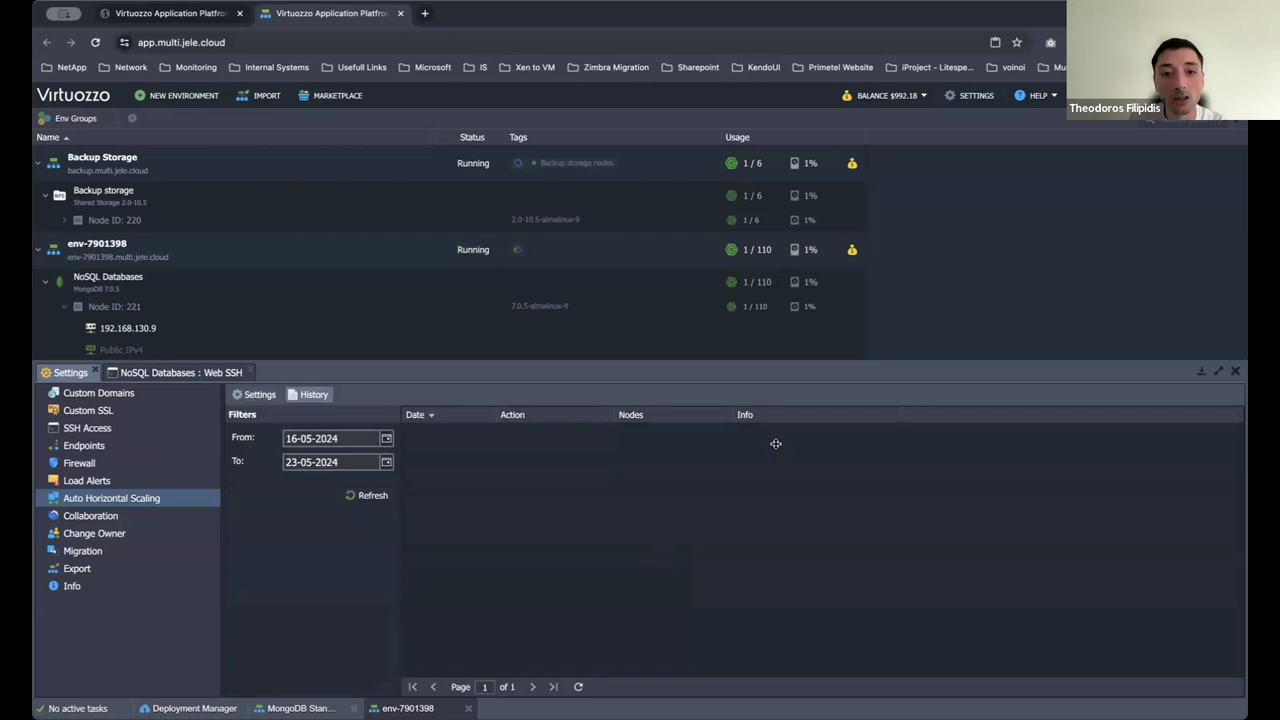 Virtuozzo Application Platfro
Virtuozzo Application Platfro
app.multi.jele.cloud
NetApp
Network
Monitoring
Internal Systems
Usefull Links
Microsoft
IS
Xen to VM
Zimbra Migration
Sharepoint
KendoUI
Primetel Website
iProject - Litespe...
voinoi
Theodoros Filipidis
Virtuozzo
NEW ENVIRONMENT
IMPORT
MARKETPLACE
BALANCE $992.18
SETTINGS
HELP
Env Groups
Name
Status
Tags
Usage
Backup Storage
backup.multi.jele.cloud
Running
Backup storage nodes
1 / 6
1%
Backup storage
Shared Storage 2.0-10.5
1 / 6
1%
Node ID: 220
2.0-10.5-almalinux-9
1 / 6
1%
env-7901398
env-7901398.multi.jele.cloud
Running
1 / 110
1%
NoSQL Databases
MongoDB 7.0.5
1 / 110
1%
Node ID: 221
7.0.5-almalinux-9
1 / 110
1%
192.168.130.9
Public IPv4
Settings
NoSQL Databases : Web SSH
Custom Domains
Custom SSL
SSH Access
Endpoints
Firewall
Load Alerts
Auto Horizontal Scaling
Collaboration
Change Owner
Migration
Export
Info
Settings
History
Filters
From:
16-05-2024
To:
23-05-2024
Refresh
Date
Action
Nodes
Info
Page 1 of 1
No active tasks
Deployment Manager
MongoDB Stan...
env-7901398